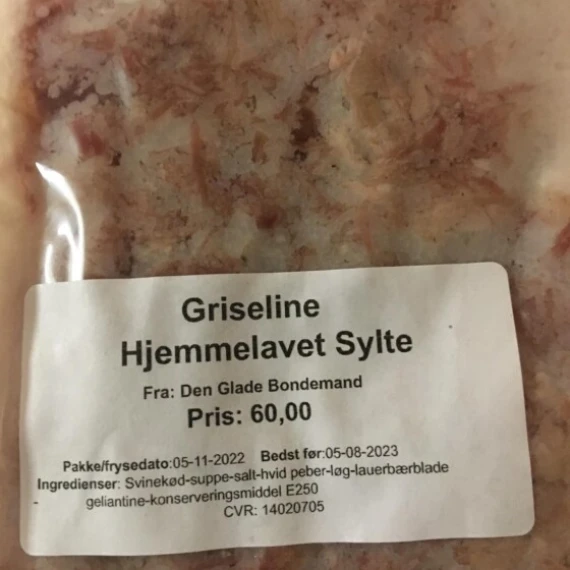 Griseline
Hjemmelavet Sylte
Fra: Den Glade Bondemand
Pris: 60,00
Pakke/frysedato:05-11-2022 Bedst før:05-08-2023
Ingredienser: Svinekød-suppe-salt-hvid peber-løg-lauerbærblade
- geliantine-konserveringsmiddel E250
CVR: 14020705